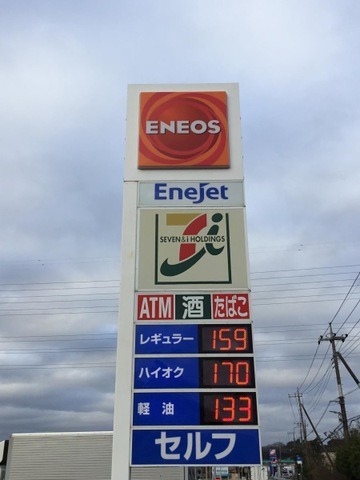 ENEOS
EneJet
SEVEN&i HOLDINGS
ATM 酒 たばこ
レギュラー 159
ハイオク 170
軽油 133
セルフ